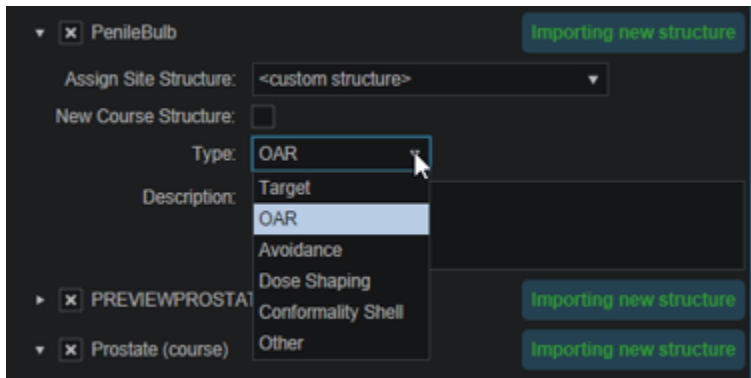 PenileBulb Importing new structure
Assign Site Structure: <custom structure>
New Course Structure:
Type: OAR
Target
Description:
OAR
Avoidance
Dose Shaping
PREVIEWPROSTAT Importing new structure
Conformality Shell
Other
Prostate (course) Importing new structure